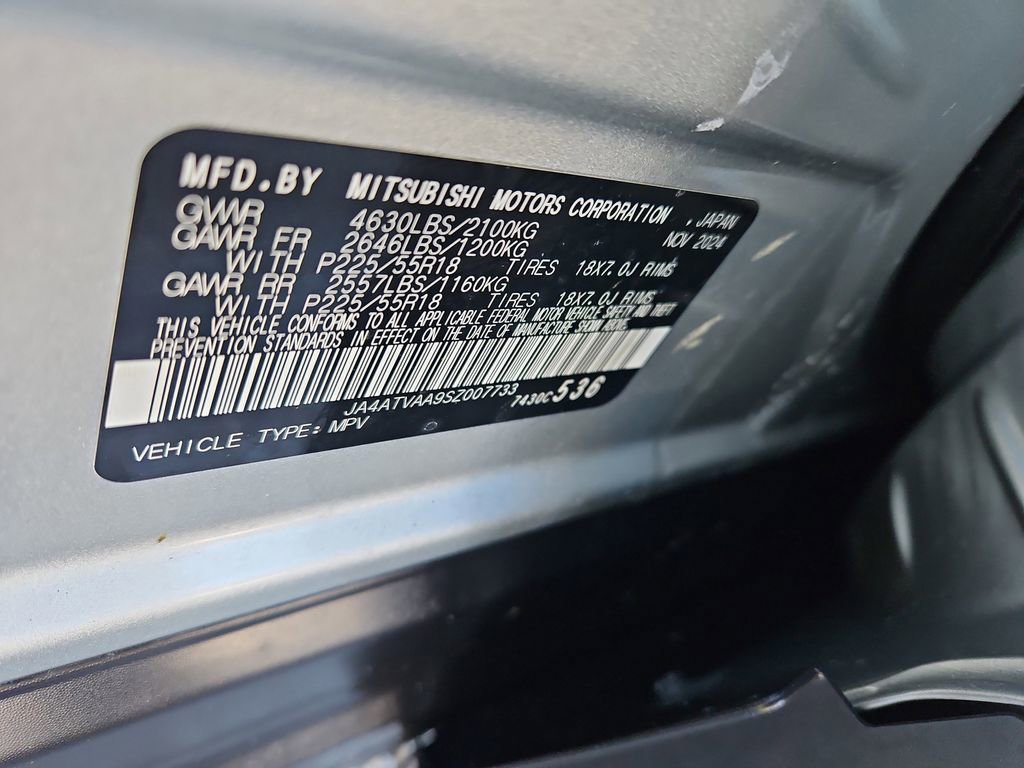 MFD.BY MITSUBISHI MOTORS CORPORATION , JAPAN
GVWR 4630LBS/2100KG NOV 2024
GAWR FR 2646LBS/1200KG
WITH P225/55R18 TIRES 18X7.0J RIMS
GAWR RR 2557LBS/1160KG
WITH P225/55R18 TIRES 18X7.0J RIMS
THIS VEHICLE CONFORMS TO ALL APPLICABLE FEDERAL MOTOR VEHICLE SAFETY AND THEFT
PREVENTION STANDARDS IN EFFECT ON THE DATE OF MANUFACTURE SHOWN ABOVE.
JA4ATVAA9SZ007733 7430C 536
VEHICLE TYPE: MPV